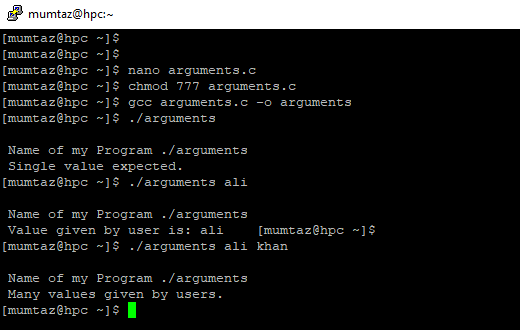 mumtaz@hpc:~
[mumtaz@hpc ~]$
[mumtaz@hpc ~]$
[mumtaz@hpc ~]$ nano arguments.c
[mumtaz@hpc ~]$ chmod 777 arguments.c
[mumtaz@hpc ~]$ gcc arguments.c -o arguments
[mumtaz@hpc ~]$ ./arguments
Name of my Program ./arguments
Single value expected.
[mumtaz@hpc ~]$ ./arguments ali
Name of my Program ./arguments
Value given by user is: ali    [mumtaz@hpc ~]$
[mumtaz@hpc ~]$ ./arguments ali khan
Name of my Program ./arguments
Many values given by users.
[mumtaz@hpc ~]$